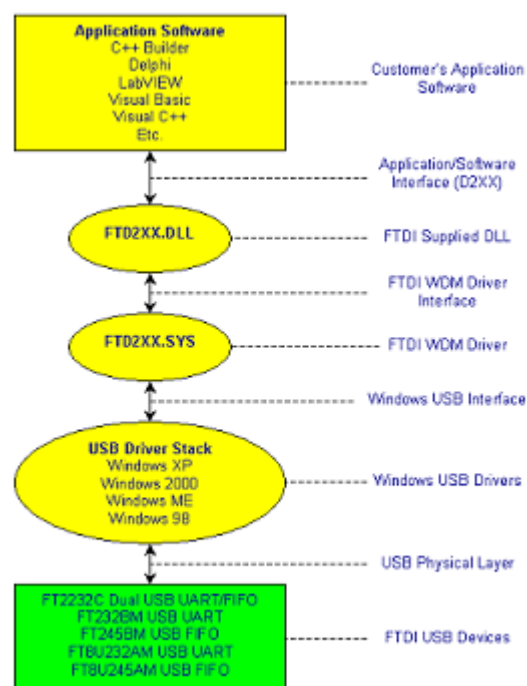 Application Software
C++ Builder
Delphi
LabVIEW
Visual Basic
Visual C++
Etc.
Customer's Application
Software
Application/Software
Interface (D2XX)
FTD2XX.DLL
FTDI Supplied DLL
FTDI WDM Driver
Interface
FTD2XX.SYS
FTDI WDM Driver
Windows USB Interface
USB Driver Stack
Windows XP
Windows 2000
Windows ME
Windows 98
Windows USB Drivers
USB Physical Layer
FT2232C Dual USB UART/FIFO
FT232BM USB UART
FT245BM USB FIFO
FT8U232AM USB UART
FT8U245AM USB FIFO
FTDI USB Devices